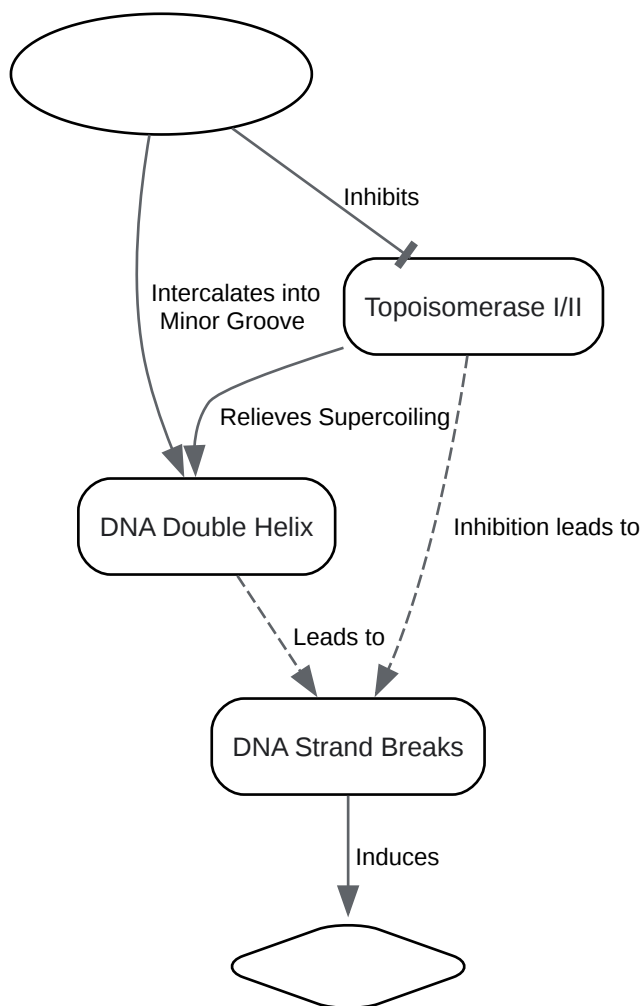 Inhibits
Intercalates into
Minor Groove
Topoisomerase I/II
Relieves Supercoiling
DNA Double Helix
Inhibition leads to
Leads to
DNA Strand Breaks
Induces